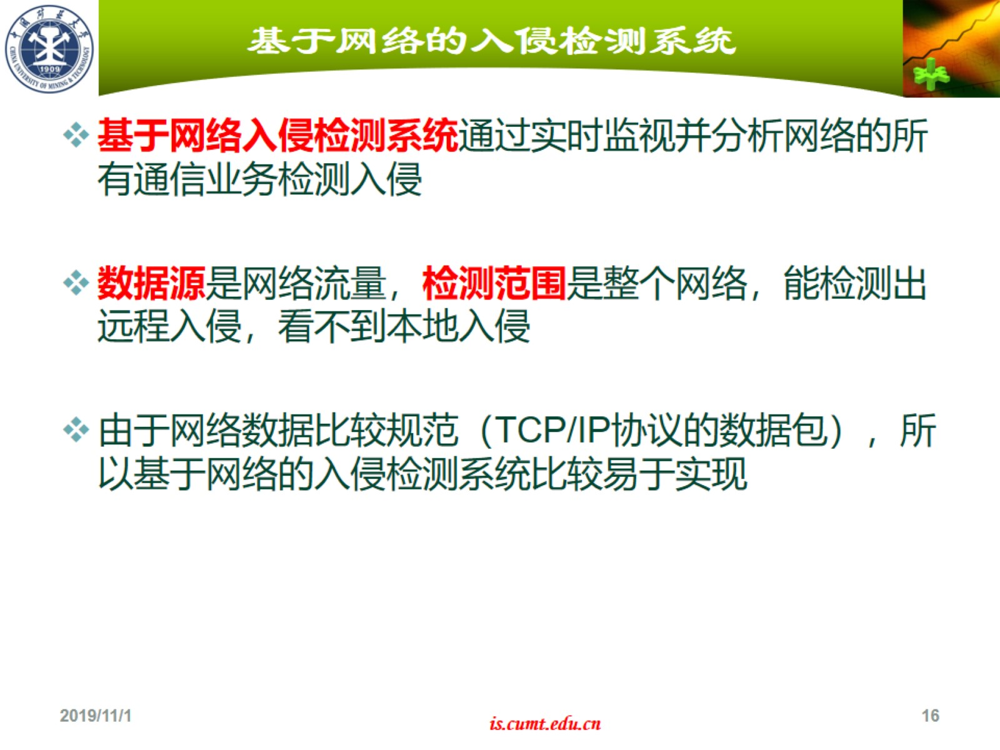 中国矿业大学
CHINA UNIVERSITY OF MINING & TECHNOLOGY
1909
基于网络的入侵检测系统
基于网络入侵检测系统通过实时监视并分析网络的所
有通信业务检测入侵
数据源是网络流量，检测范围是整个网络，能检测出
远程入侵，看不到本地入侵
由于网络数据比较规范（TCP/IP协议的数据包），所
以基于网络的入侵检测系统比较易于实现
2019/11/1
is.cumt.edu.cn
16